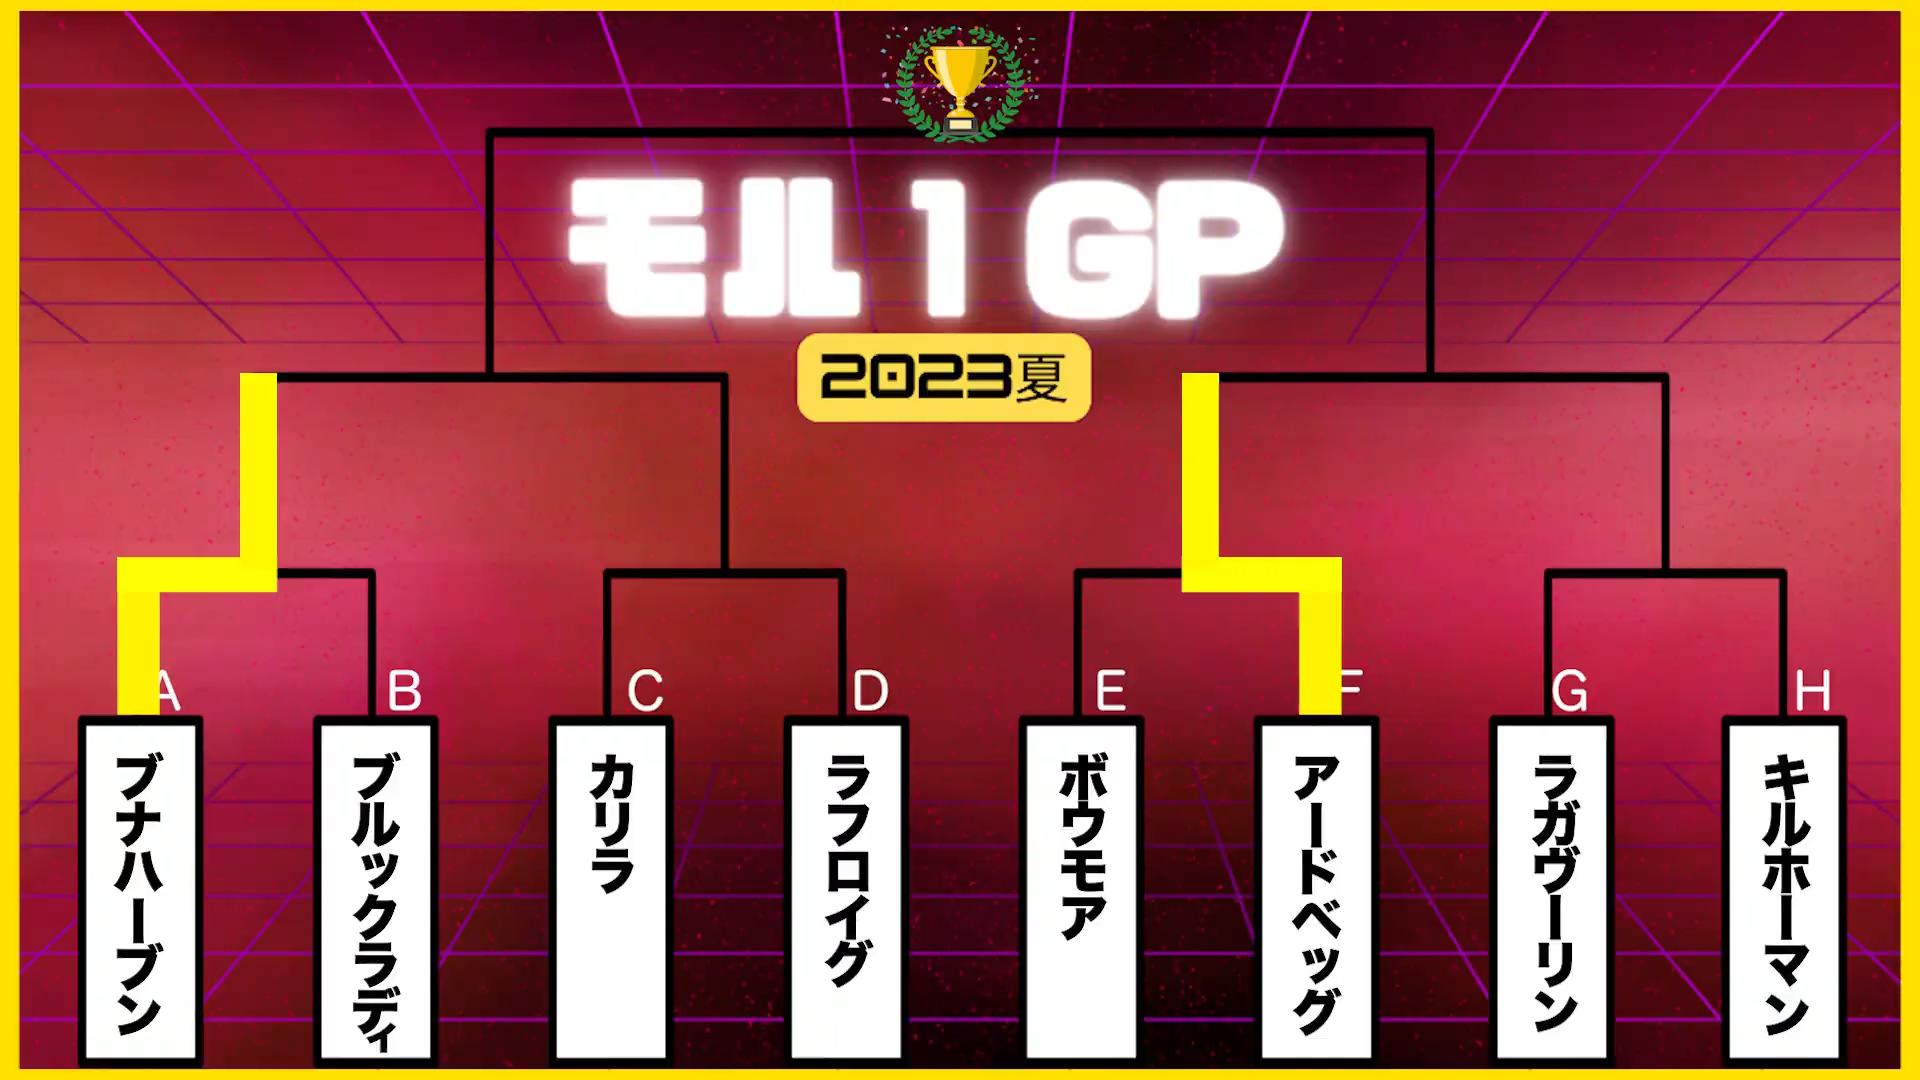 モル1GP
2023夏
A
B
C
D
E
F
G
H
ブナハーブン
ブルックラディ
カリラ
ラフロイグ
ボウモア
アードベッグ
ラガヴーリン
キルホーマン